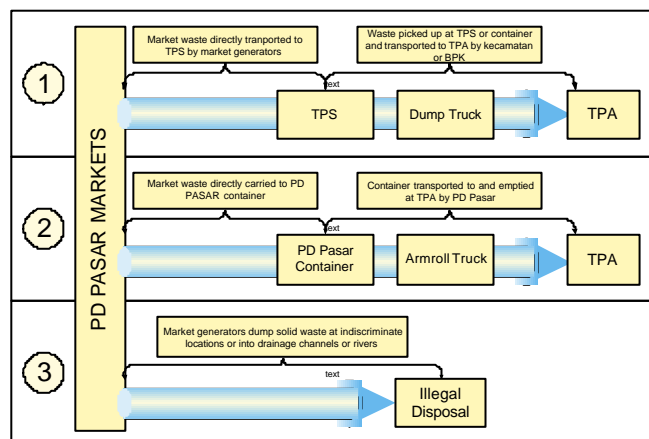 PD PASAR MARKETS
1
Market waste directly tranported to
TPS by market generators
Waste picked up at TPS or container
and transported to TPA by kecamatan
or BPK
text
TPS
Dump Truck
TPA
2
Market waste directly carried to PD
PASAR container
Container transported to and emptied
at TPA by PD Pasar
text
PD Pasar
Container
Armroll Truck
TPA
3
Market generators dump solid waste at indiscriminate
locations or into drainage channels or rivers
text
Illegal
Disposal